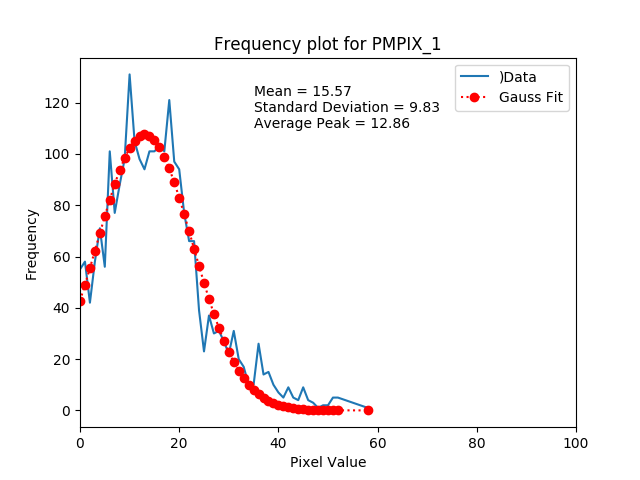 Frequency plot for PMPIX_1
)Data
Gauss Fit
Mean = 15.57
Standard Deviation = 9.83
Average Peak = 12.86
Frequency
120
100
80
60
40
20
0
0 20 40 60 80 100
Pixel Value